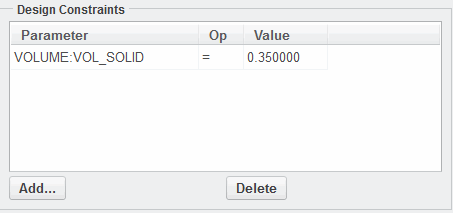 Design Constraints
Parameter Op Value
VOLUME:VOL_SOLID = 0.350000
Add... Delete